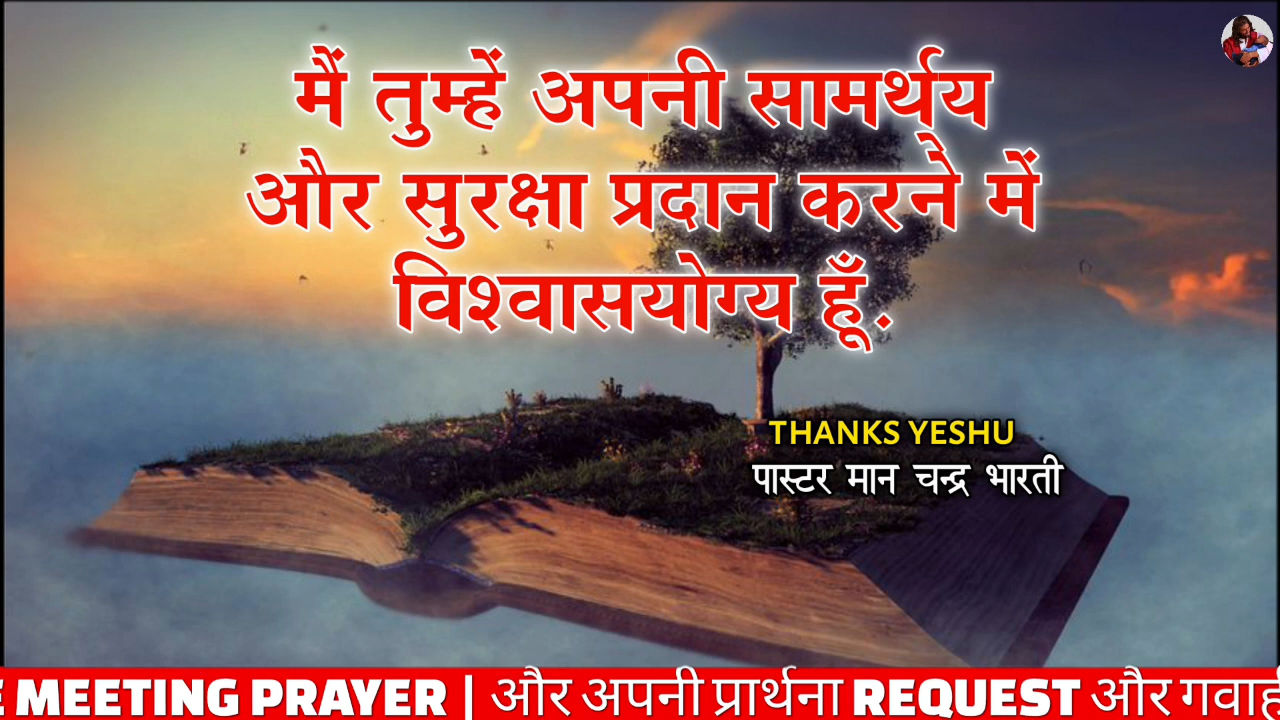 मैं तुम्हें अपनी सामर्थ्य
और सुरक्षा प्रदान करने में
विश्वासयोग्य हूँ.
THANKS YESHU
पास्टर मान चन्द्र भारती
MEETING PRAYER | और अपनी प्रार्थना REQUEST और